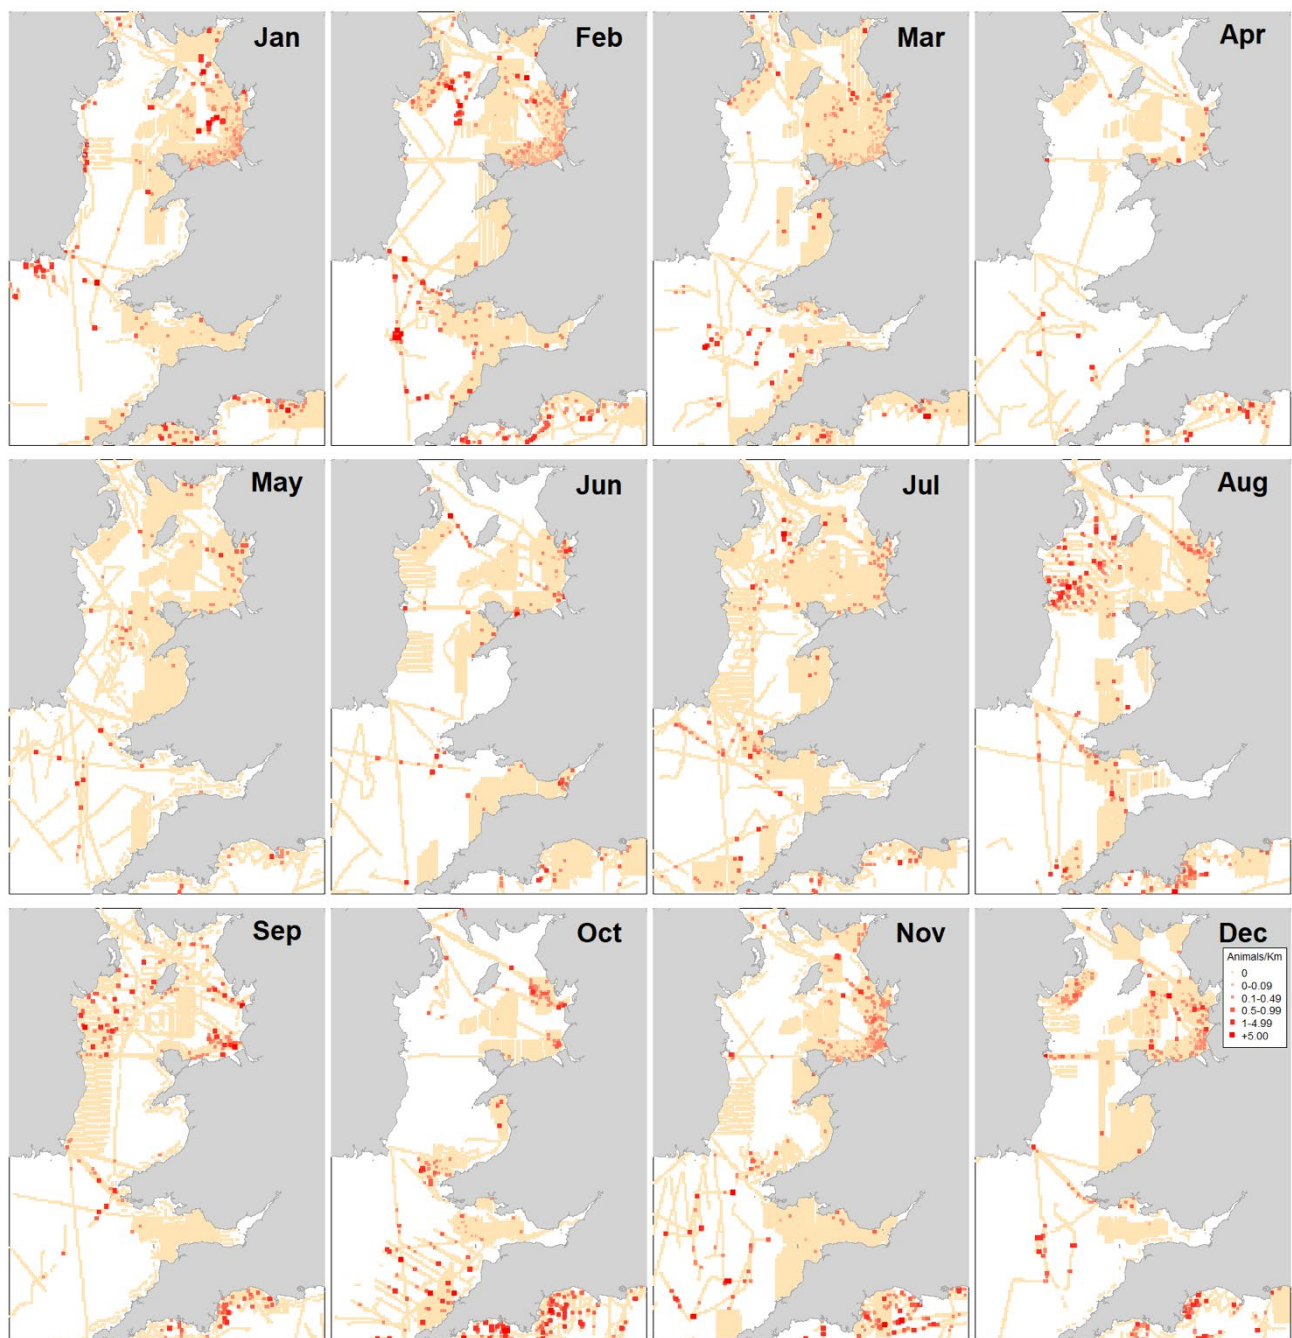 Jan
Feb
Mar
Apr
May
Jun
Jul
Aug
Sep
Oct
Nov
Dec
Animals/Km
0
0-0.09
0.1-0.49
0.5-0.99
1-4.99
+5.00